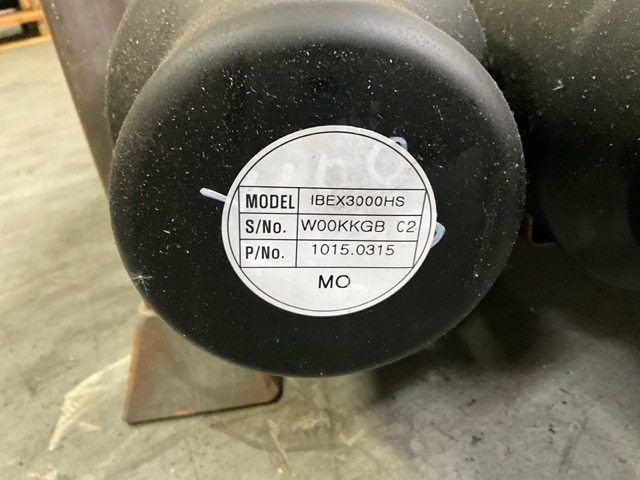 MODEL IBEX3000HS
S/No. W00KKGB C2
P/No. 1015.0315
MO